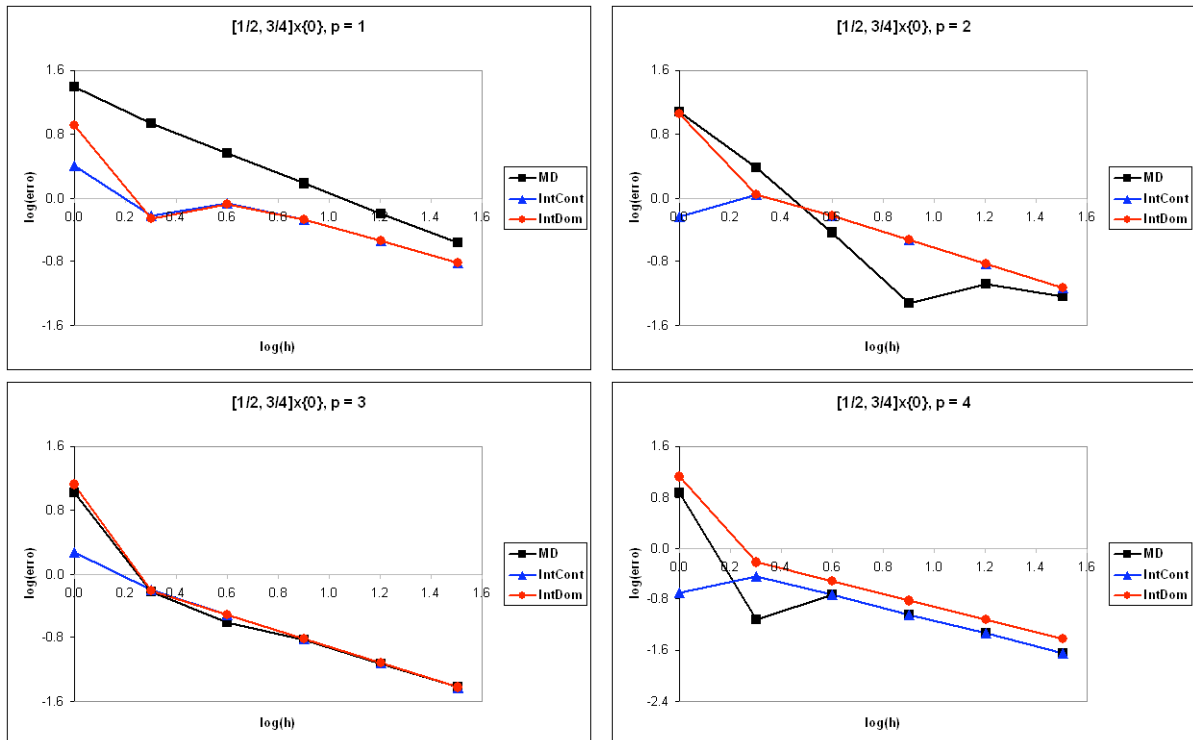 [1/2, 3/4]x{0}, p = 1
log(erro)
1.6
0.8
0.0
-0.8
-1.6
0.0 0.2 0.4 0.6 0.8 1.0 1.2 1.4 1.6
log(h)
MD
IntCont
IntDom
[1/2, 3/4]x{0}, p = 2
log(erro)
1.6
0.8
0.0
-0.8
-1.6
0.0 0.2 0.4 0.6 0.8 1.0 1.2 1.4 1.6
log(h)
MD
IntCont
IntDom
[1/2, 3/4]x{0}, p = 3
log(erro)
1.6
0.8
0.0
-0.8
-1.6
0.0 0.2 0.4 0.6 0.8 1.0 1.2 1.4 1.6
log(h)
MD
IntCont
IntDom
[1/2, 3/4]x{0}, p = 4
log(erro)
1.6
0.8
0.0
-0.8
-1.6
-2.4
0.0 0.2 0.4 0.6 0.8 1.0 1.2 1.4 1.6
log(h)
MD
IntCont
IntDom